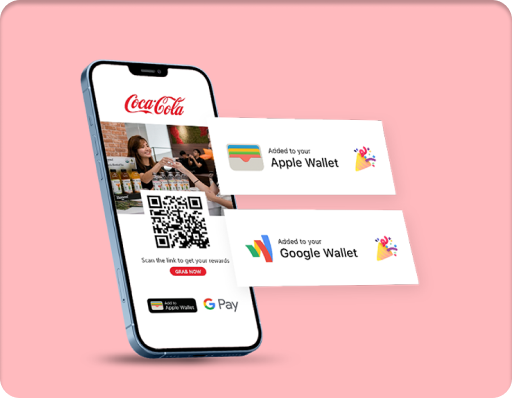 Coca-Cola
Added to your
Apple Wallet
Added to your
Google Wallet
Scan the link to get your rewards
GRAB NOW
Add to
Apple Wallet
G Pay